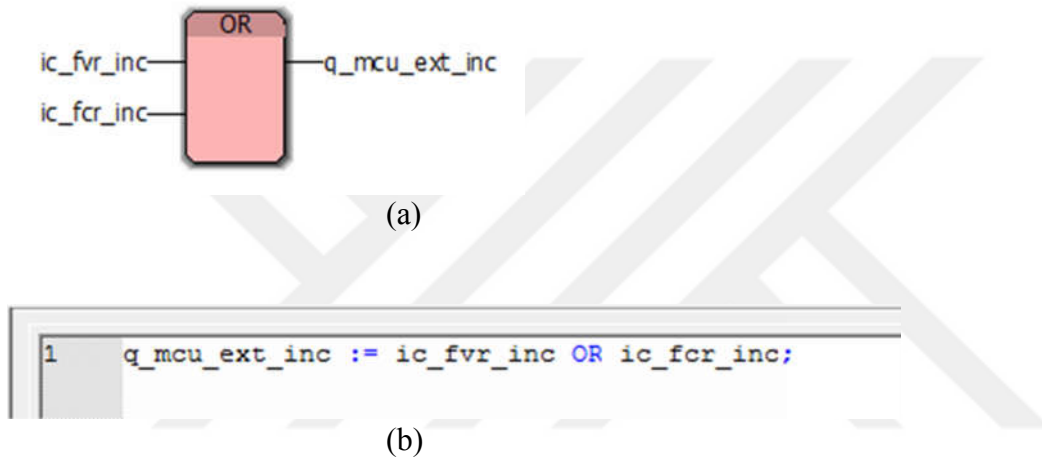 OR
ic_fvr_inc
q_mcu_ext_inc
ic_fcr_inc
(a)
1 q_mcu_ext_inc := ic_fvr_inc OR ic_fcr_inc;
(b)